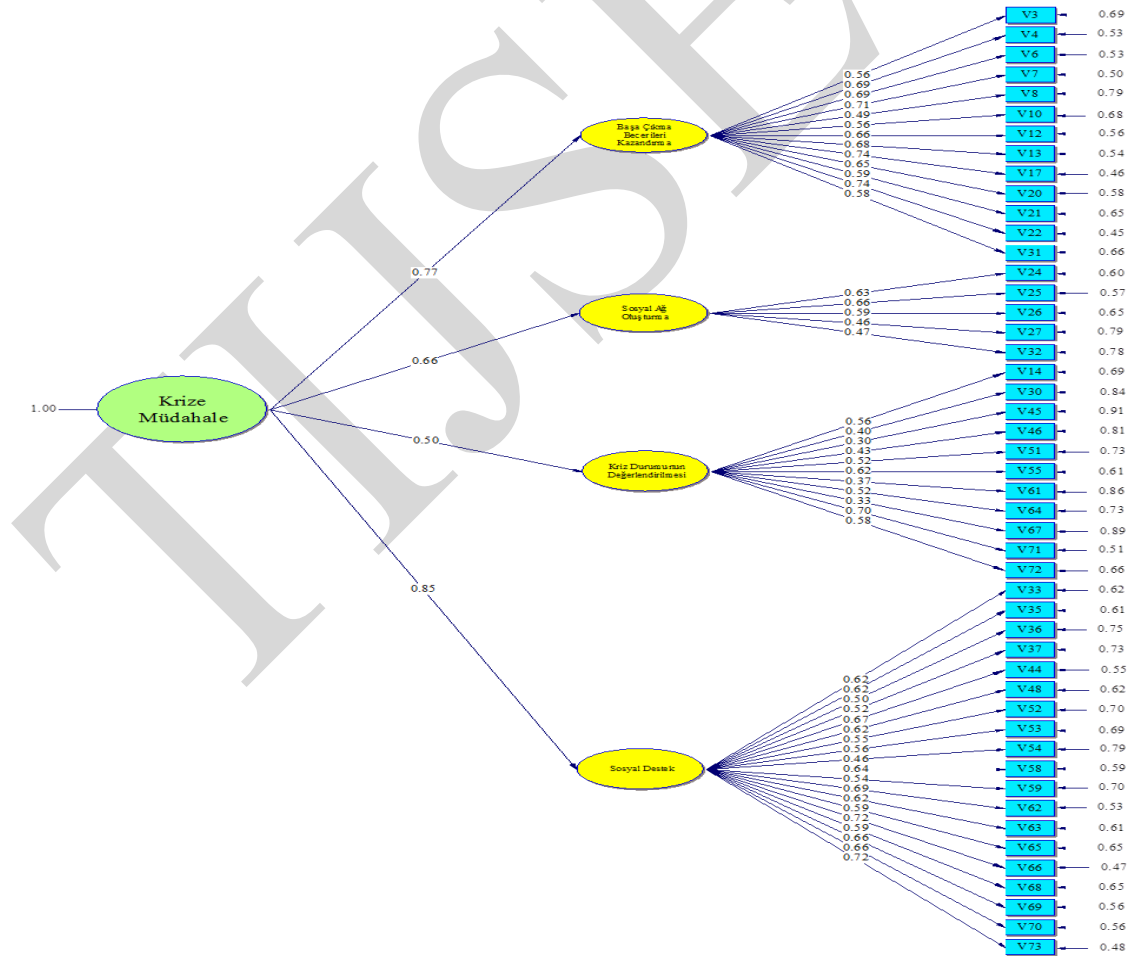 TIJSE
V3 0.69
V4 0.53
V6 0.53
V7 0.50
V8 0.79
V10 0.68
V12 0.56
V13 0.54
V17 0.46
V20 0.58
V21 0.65
V22 0.45
V31 0.66
V24 0.60
V25 0.57
V26 0.65
V27 0.79
V32 0.78
V14 0.69
V30 0.84
V45 0.91
V46 0.81
V51 0.73
V55 0.61
V61 0.86
V64 0.73
V67 0.89
V71 0.51
V72 0.66
V33 0.62
V35 0.61
V36 0.75
V37 0.73
V44 0.55
V48 0.62
V52 0.70
V53 0.69
V54 0.79
V58 0.59
V59 0.70
V62 0.53
V63 0.61
V65 0.65
V66 0.47
V68 0.65
V69 0.56
V70 0.56
V73 0.48
0.56
0.69
0.69
0.71
0.49
0.56
0.66
0.68
0.74
0.65
0.59
0.74
0.58
Başa Çıkma
Becerileri
Kazandırma
0.77
0.63
0.66
0.59
0.46
0.47
Sosyal Ağ
Oluşturma
0.66
1.00
Krize
Müdahale
0.50
0.56
0.40
0.30
0.43
0.52
0.62
0.37
0.52
0.33
0.70
0.58
Kriz Durumunun
Değerlendirilmesi
0.85
0.62
0.62
0.50
0.52
0.67
0.62
0.55
0.56
0.46
0.64
0.54
0.69
0.62
0.59
0.72
0.59
0.66
0.66
0.72
Sosyal Destek